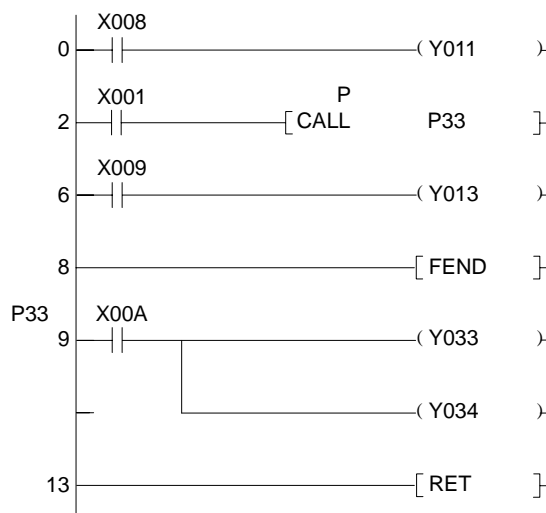 X008
0 ( Y011 )
X001 P
2 [ CALL P33 ]
X009
6 ( Y013 )
8 [ FEND ]
P33 X00A
9 ( Y033 )
( Y034 )
13 [ RET ]